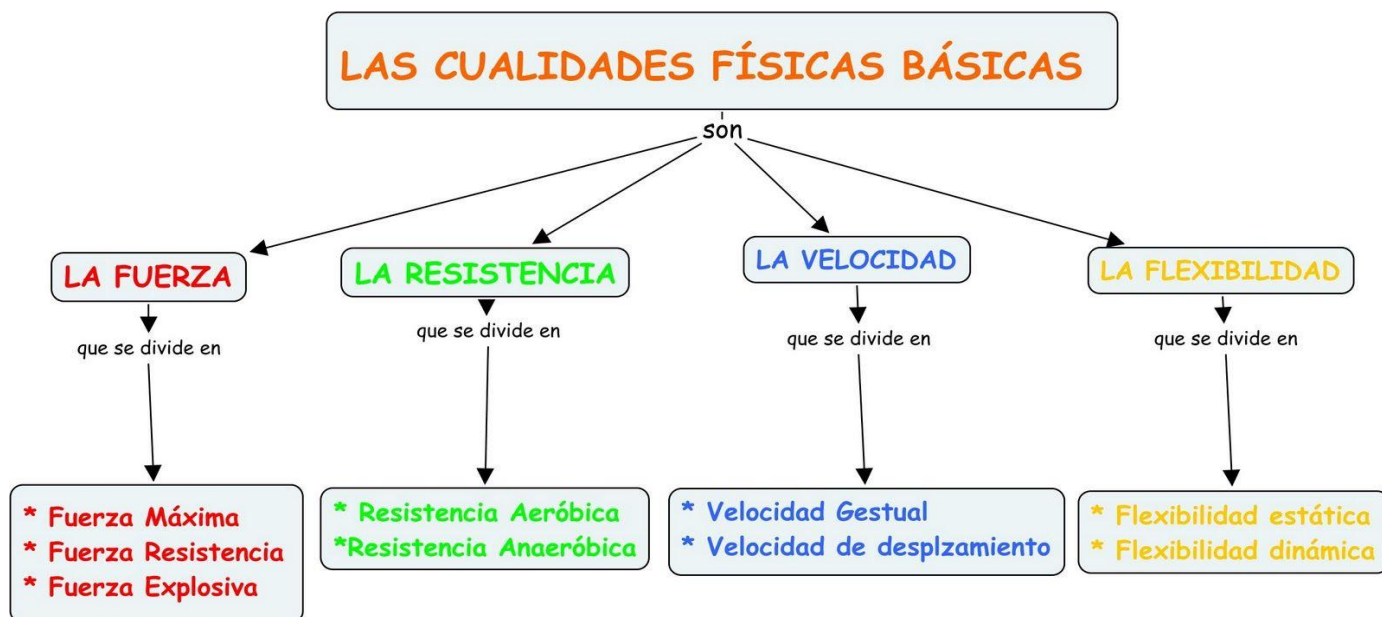 LAS CUALIDADES FÍSICAS BÁSICAS
son
LA FUERZA
LA RESISTENCIA
LA VELOCIDAD
LA FLEXIBILIDAD
que se divide en
que se divide en
que se divide en
que se divide en
* Fuerza Máxima
* Fuerza Resistencia
* Fuerza Explosiva
* Resistencia Aeróbica
*Resistencia Anaeróbica
* Velocidad Gestual
* Velocidad de desplzamiento
* Flexibilidad estática
* Flexibilidad dinámica